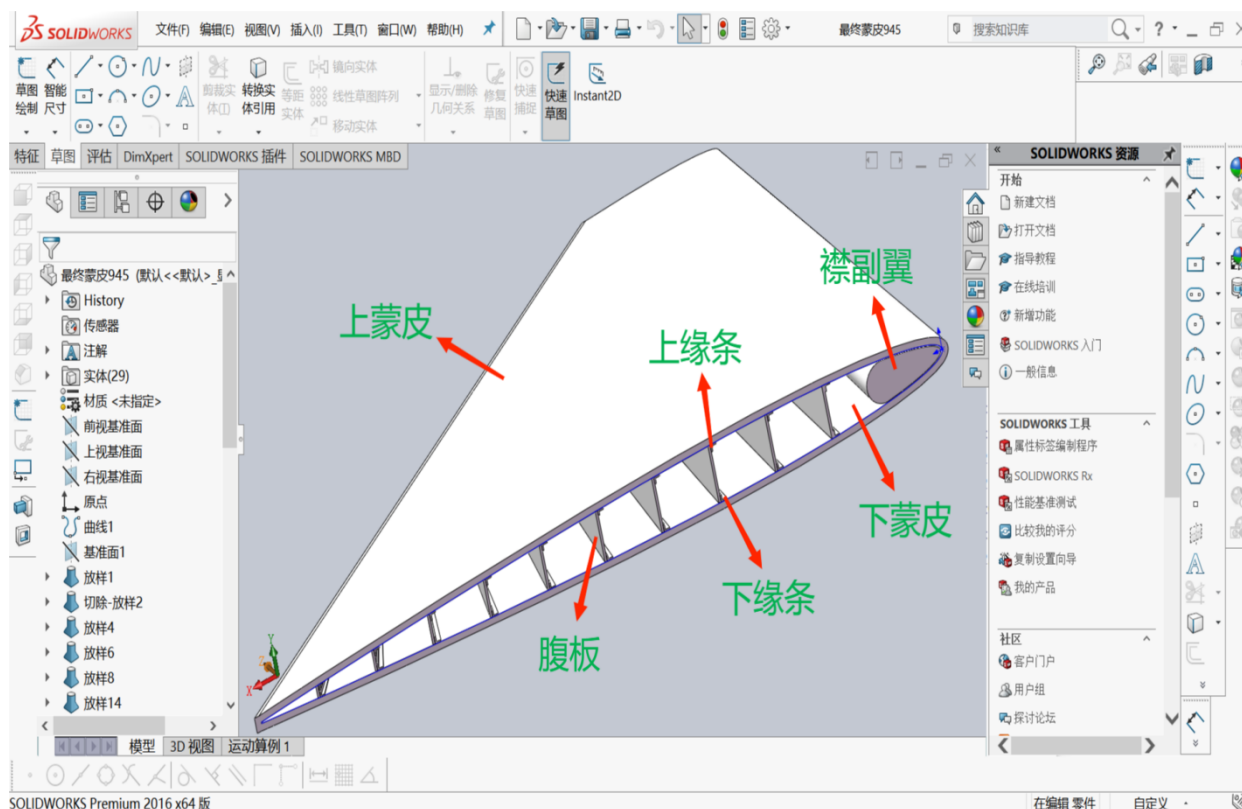 SOLIDWORKS 文件(F) 编辑(E) 视图(V) 插入(I) 工具(T) 窗口(W) 帮助(H) 最终蒙皮945 搜索知识库
草图绘制 智能尺寸 剪裁实体(I) 转换实体引用 等距实体 镜向实体 线性草图阵列 移动实体 显示/删除几何关系 修复草图 快速捕捉 快速草图 Instant2D
特征 草图 评估 DimXpert SOLIDWORKS 插件 SOLIDWORKS MBD
最终蒙皮945 (默认<<默认>_
History
传感器
注解
实体(29)
材质 <未指定>
前视基准面
上视基准面
右视基准面
原点
曲线1
基准面1
放样1
切除-放样2
放样4
放样6
放样8
放样14
上蒙皮
襟副翼
上缘条
下蒙皮
下缘条
腹板
Y
X
SOLIDWORKS 资源
开始
新建文档
打开文档
指导教程
在线培训
新增功能
SOLIDWORKS 入门
一般信息
SOLIDWORKS 工具
属性标签编制程序
SOLIDWORKS Rx
性能基准测试
比较我的评分
复制设置向导
我的产品
社区
客户门户
用户组
探讨论坛
模型 3D 视图 运动算例 1
SOLIDWORKS Premium 2016 x64 版 在编辑 零件 自定义